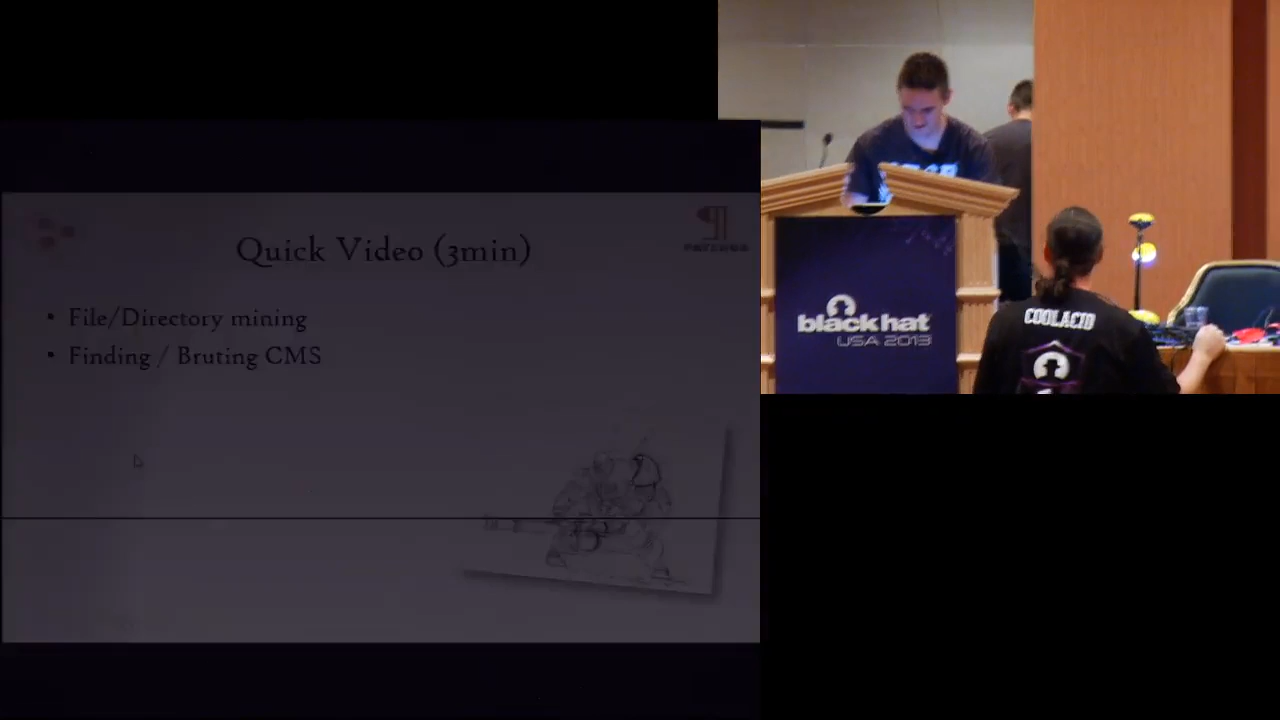 Quick Video (3min)
• File/Directory mining
• Finding / Bruting CMS
black hat
USA 2013
COOLACID